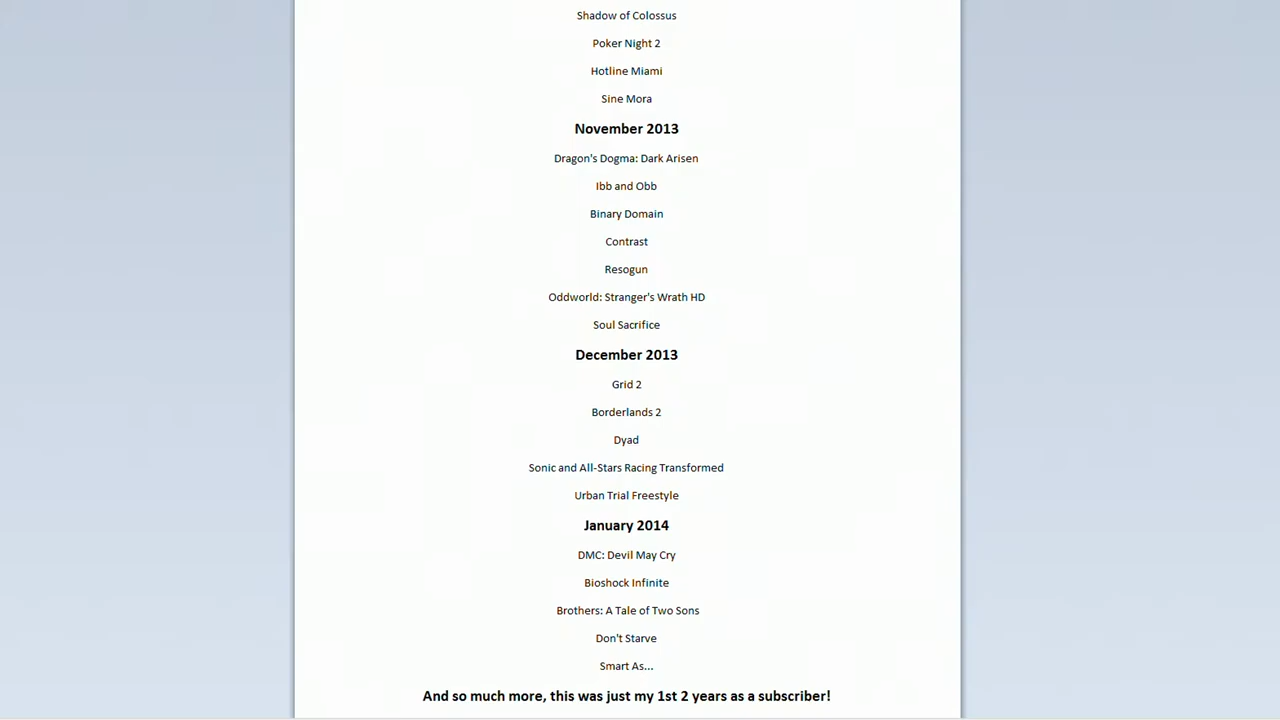 Shadow of Colossus
Poker Night 2
Hotline Miami
Sine Mora
November 2013
Dragon's Dogma: Dark Arisen
Ibb and Obb
Binary Domain
Contrast
Resogun
Oddworld: Stranger's Wrath HD
Soul Sacrifice
December 2013
Grid 2
Borderlands 2
Dyad
Sonic and All-Stars Racing Transformed
Urban Trial Freestyle
January 2014
DMC: Devil May Cry
Bioshock Infinite
Brothers: A Tale of Two Sons
Don't Starve
Smart As...
And so much more, this was just my 1st 2 years as a subscriber!